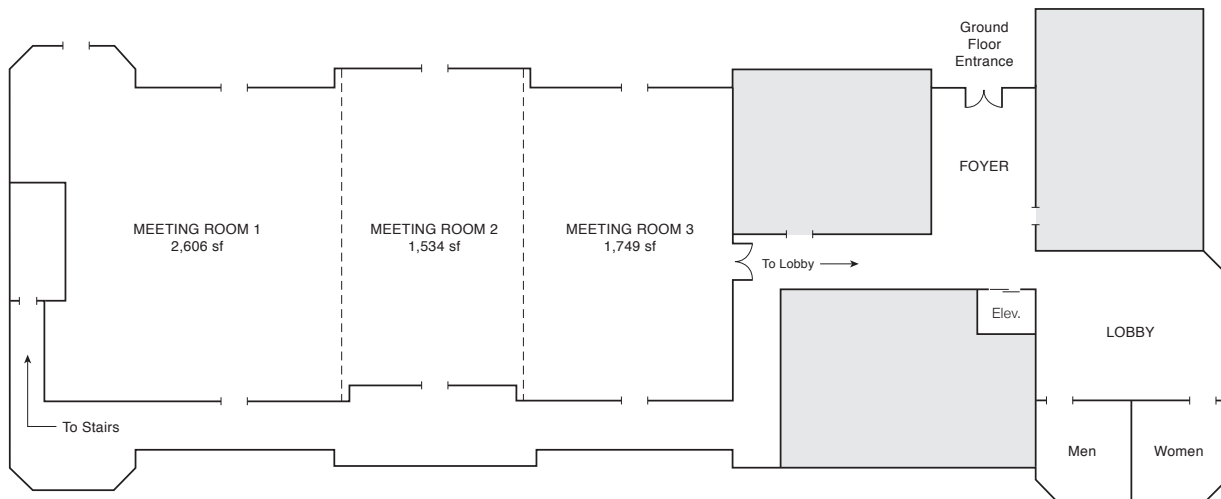 Ground
Floor
Entrance
FOYER
MEETING ROOM 1
2,606 sf
MEETING ROOM 2
1,534 sf
MEETING ROOM 3
1,749 sf
To Lobby
Elev.
LOBBY
To Stairs
Men
Women